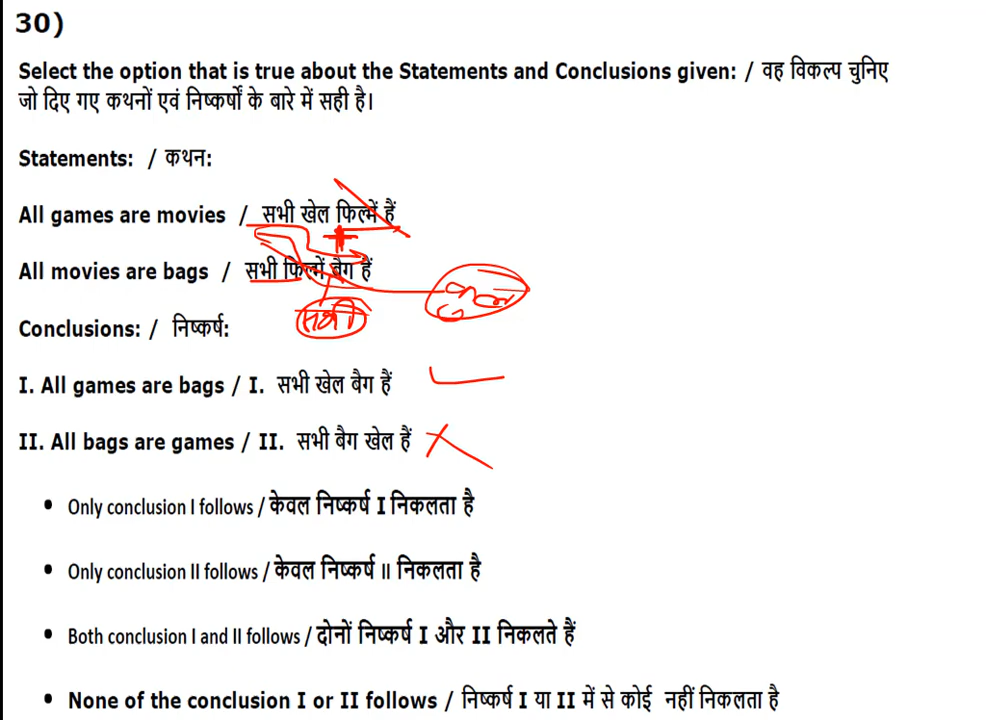 30)
Select the option that is true about the Statements and Conclusions given: / वह विकल्प चुनिए
जो दिए गए कथनों एवं निष्कर्षों के बारे में सही है।
Statements: / कथन:
All games are movies / सभी खेल फिल्में हैं
All movies are bags / सभी फिल्में बैग हैं
Conclusions: / निष्कर्ष:
I. All games are bags / I. सभी खेल बैग हैं
II. All bags are games / II. सभी बैग खेल हैं
• Only conclusion I follows / केवल निष्कर्ष I निकलता है
• Only conclusion II follows / केवल निष्कर्ष II निकलता है
• Both conclusion I and II follows / दोनों निष्कर्ष I और II निकलते हैं
• None of the conclusion I or II follows / निष्कर्ष I या II में से कोई नहीं निकलता है